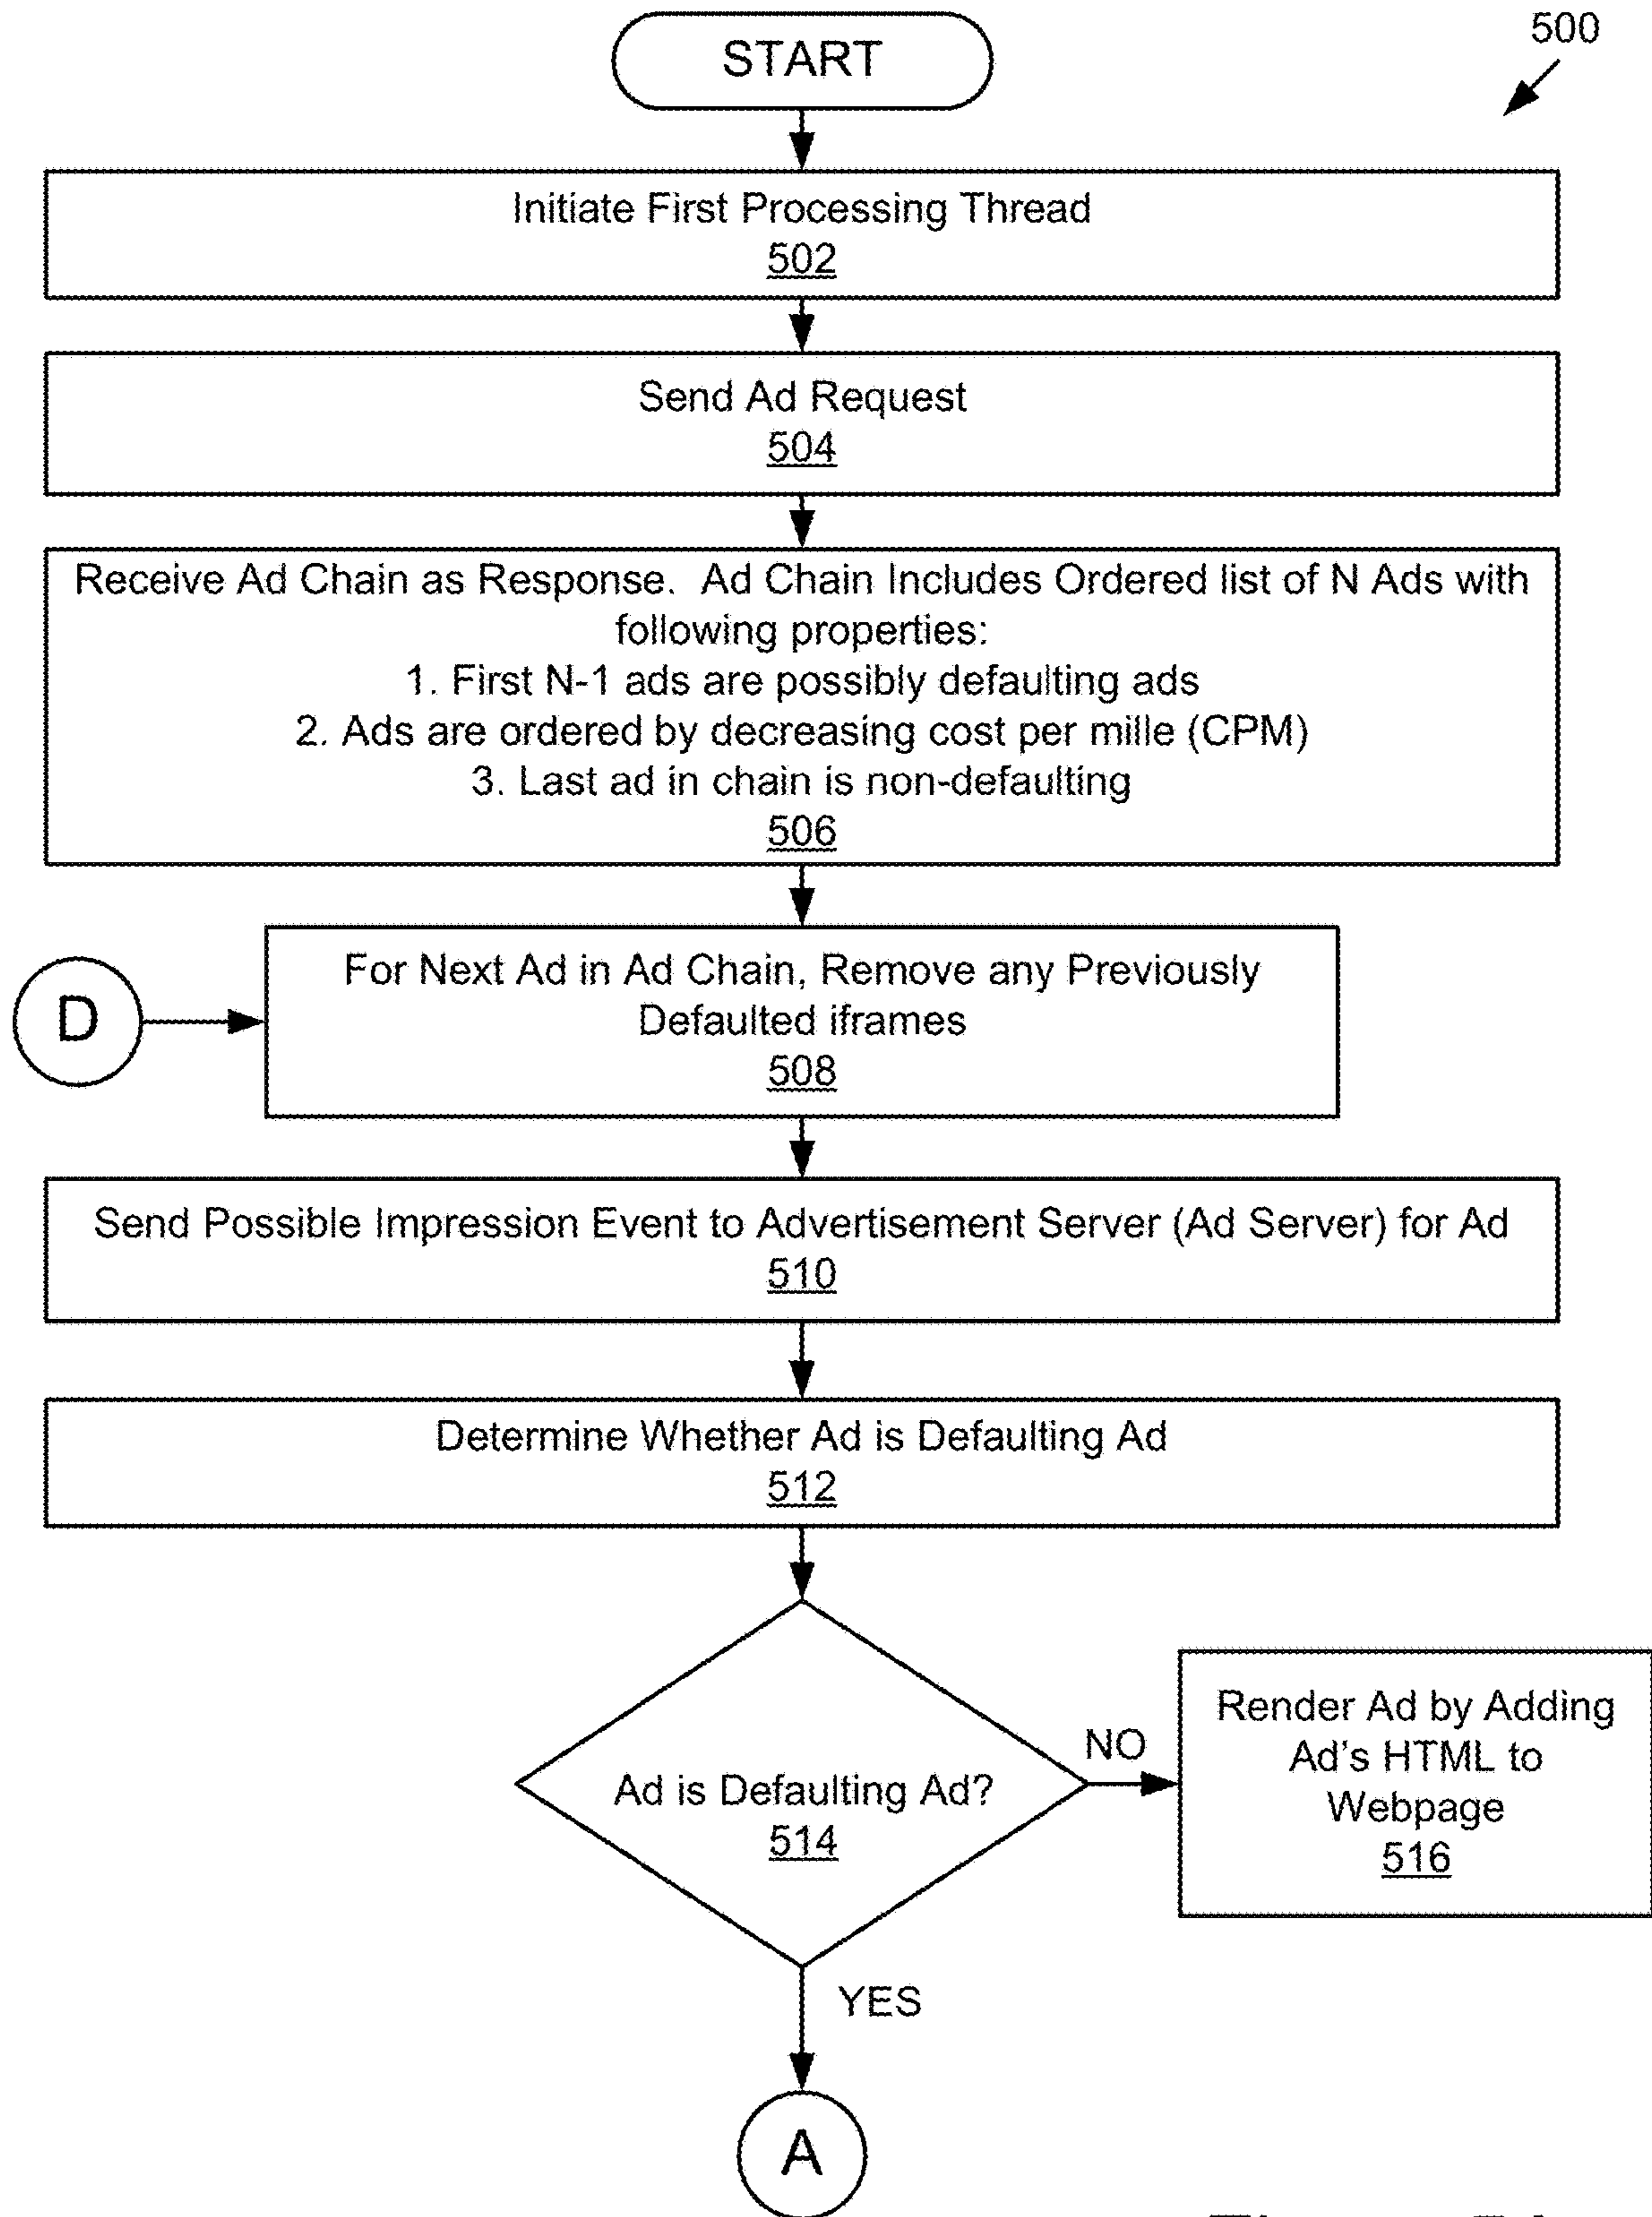 START
500
Initiate First Processing Thread
502
Send Ad Request
504
Receive Ad Chain as Response. Ad Chain Includes Ordered list of N Ads with
following properties:
1. First N-1 ads are possibly defaulting ads
2. Ads are ordered by decreasing cost per mille (CPM)
3. Last ad in chain is non-defaulting
506
D
For Next Ad in Ad Chain, Remove any Previously
Defaulted iframes
508
Send Possible Impression Event to Advertisement Server (Ad Server) for Ad
510
Determine Whether Ad is Defaulting Ad
512
Ad is Defaulting Ad?
514
NO
Render Ad by Adding
Ad's HTML to
Webpage
516
YES
A